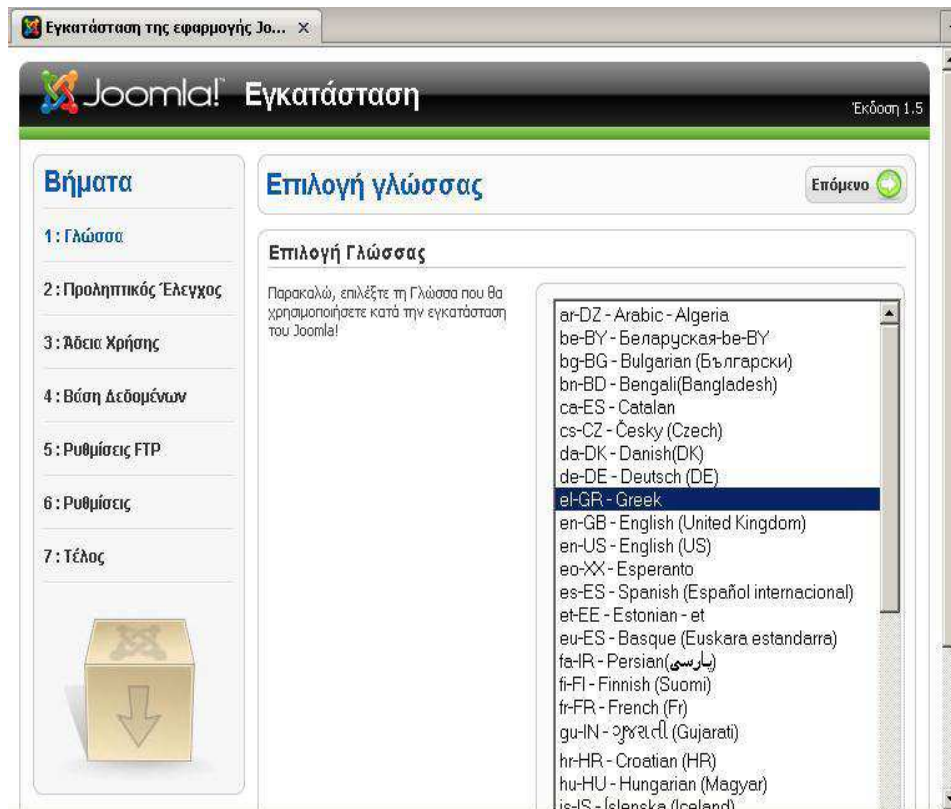 Εγκατάσταση της εφαρμογής Jo... X
Joomla! Εγκατάσταση
Έκδοση 1.5
Βήματα
1 : Γλώσσα
2 : Προληπτικός Έλεγχος
3 : Άδεια Χρήσης
4 : Βάση Δεδομένων
5 : Ρυθμίσεις FTP
6 : Ρυθμίσεις
7 : Τέλος
Επιλογή γλώσσας
Επόμενο
Επιλογή Γλώσσας
Παρακαλώ, επιλέξτε τη Γλώσσα που θα
χρησιμοποιήσετε κατά την εγκατάσταση
του Joomla!
ar-DZ - Arabic - Algeria
be-BY - Беларуская-be-BY
bg-BG - Bulgarian (Български)
bn-BD - Bengali(Bangladesh)
ca-ES - Catalan
cs-CZ - Česky (Czech)
da-DK - Danish(DK)
de-DE - Deutsch (DE)
el-GR - Greek
en-GB - English (United Kingdom)
en-US - English (US)
eo-XX - Esperanto
es-ES - Spanish (Español internacional)
et-EE - Estonian - et
eu-ES - Basque (Euskara estandarra)
fa-IR - Persian(پارسی)
fi-FI - Finnish (Suomi)
fr-FR - French (Fr)
gu-IN - ગુજરાતી (Gujarati)
hr-HR - Croatian (HR)
hu-HU - Hungarian (Magyar)
is-IS - Íslenska (Iceland)